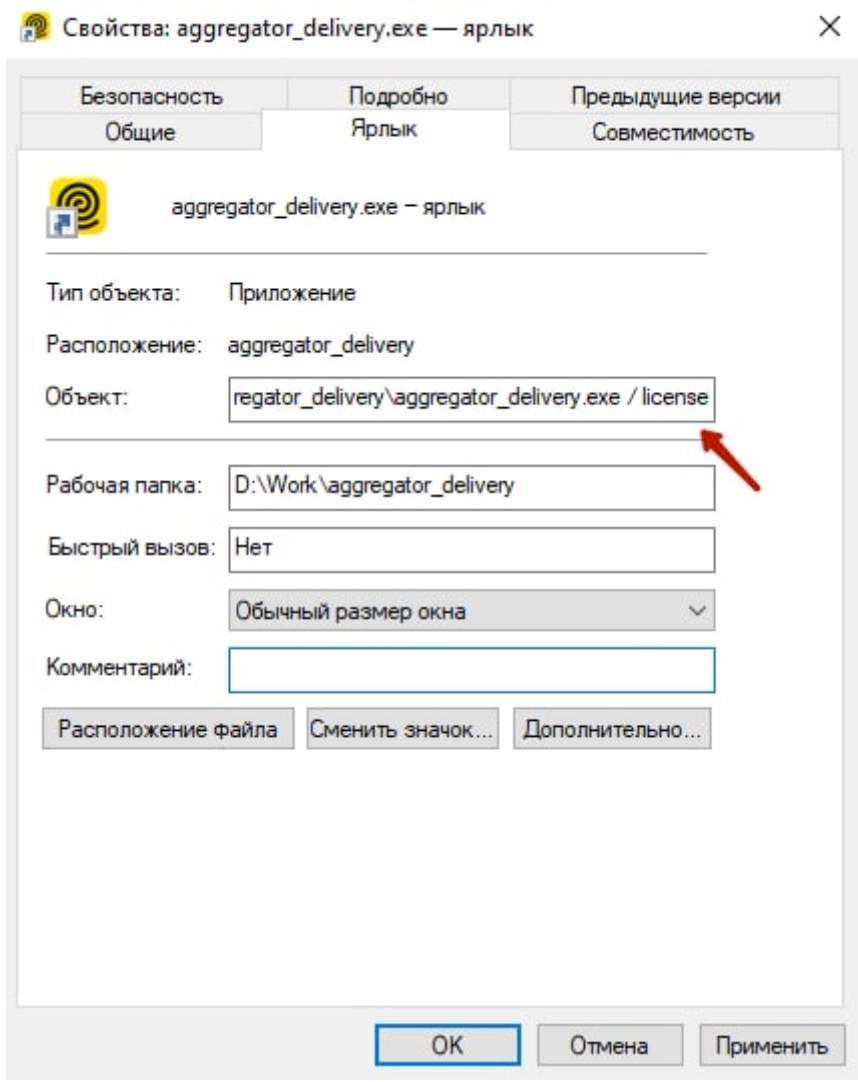 Свойства: aggregator_delivery.exe — ярлык
Безопасность Подробно Предыдущие версии
Общие Ярлык Совместимость
aggregator_delivery.exe – ярлык
Тип объекта: Приложение
Расположение: aggregator_delivery
Объект: regator_delivery\aggregator_delivery.exe / license
Рабочая папка: D:\Work\aggregator_delivery
Быстрый вызов: Нет
Окно: Обычный размер окна
Комментарий:
Расположение файла Сменить значок... Дополнительно...
OK Отмена Применить